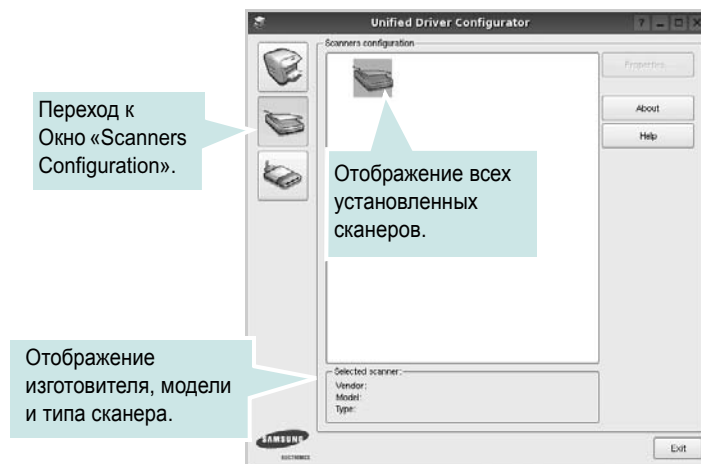 Unified Driver Configurator
Scanners configuration
Properties...
About
Help
Переход к
Окно «Scanners
Configuration».
Отображение всех
установленных
сканеров.
Отображение
изготовителя, модели
и типа сканера.
Selected scanner:
Vendor:
Model:
Type:
SAMSUNG
ELECTRONICS
Exit